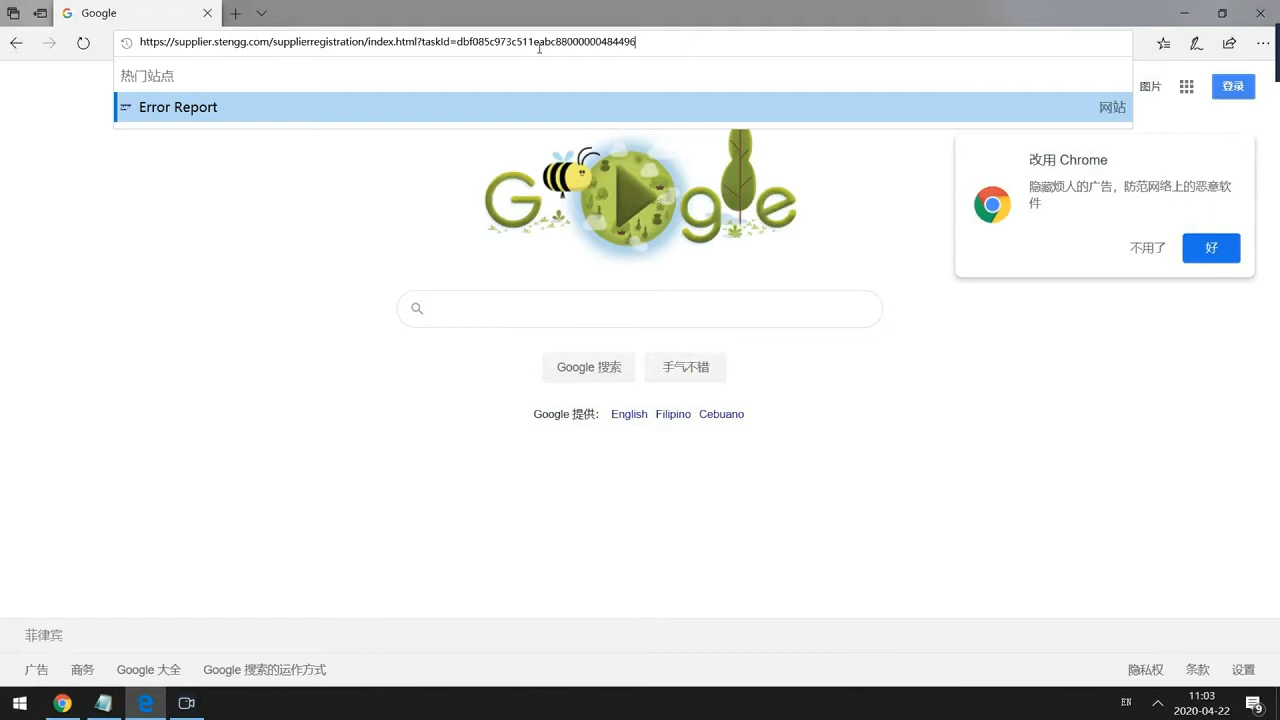 Google
https://supplier.stengg.com/supplierregistration/index.html?taskId=dbf085c973c511eabc88000000484496
热门站点
Error Report 网站
图片 登录
Google
改用 Chrome
隐藏烦人的广告，防范网络上的恶意软
件
不用了 好
Google 搜索 手气不错
Google 提供： English Filipino Cebuano
菲律宾
广告 商务 Google 大全 Google 搜索的运作方式 隐私权 条款 设置
EN 11:03
2020-04-22
9